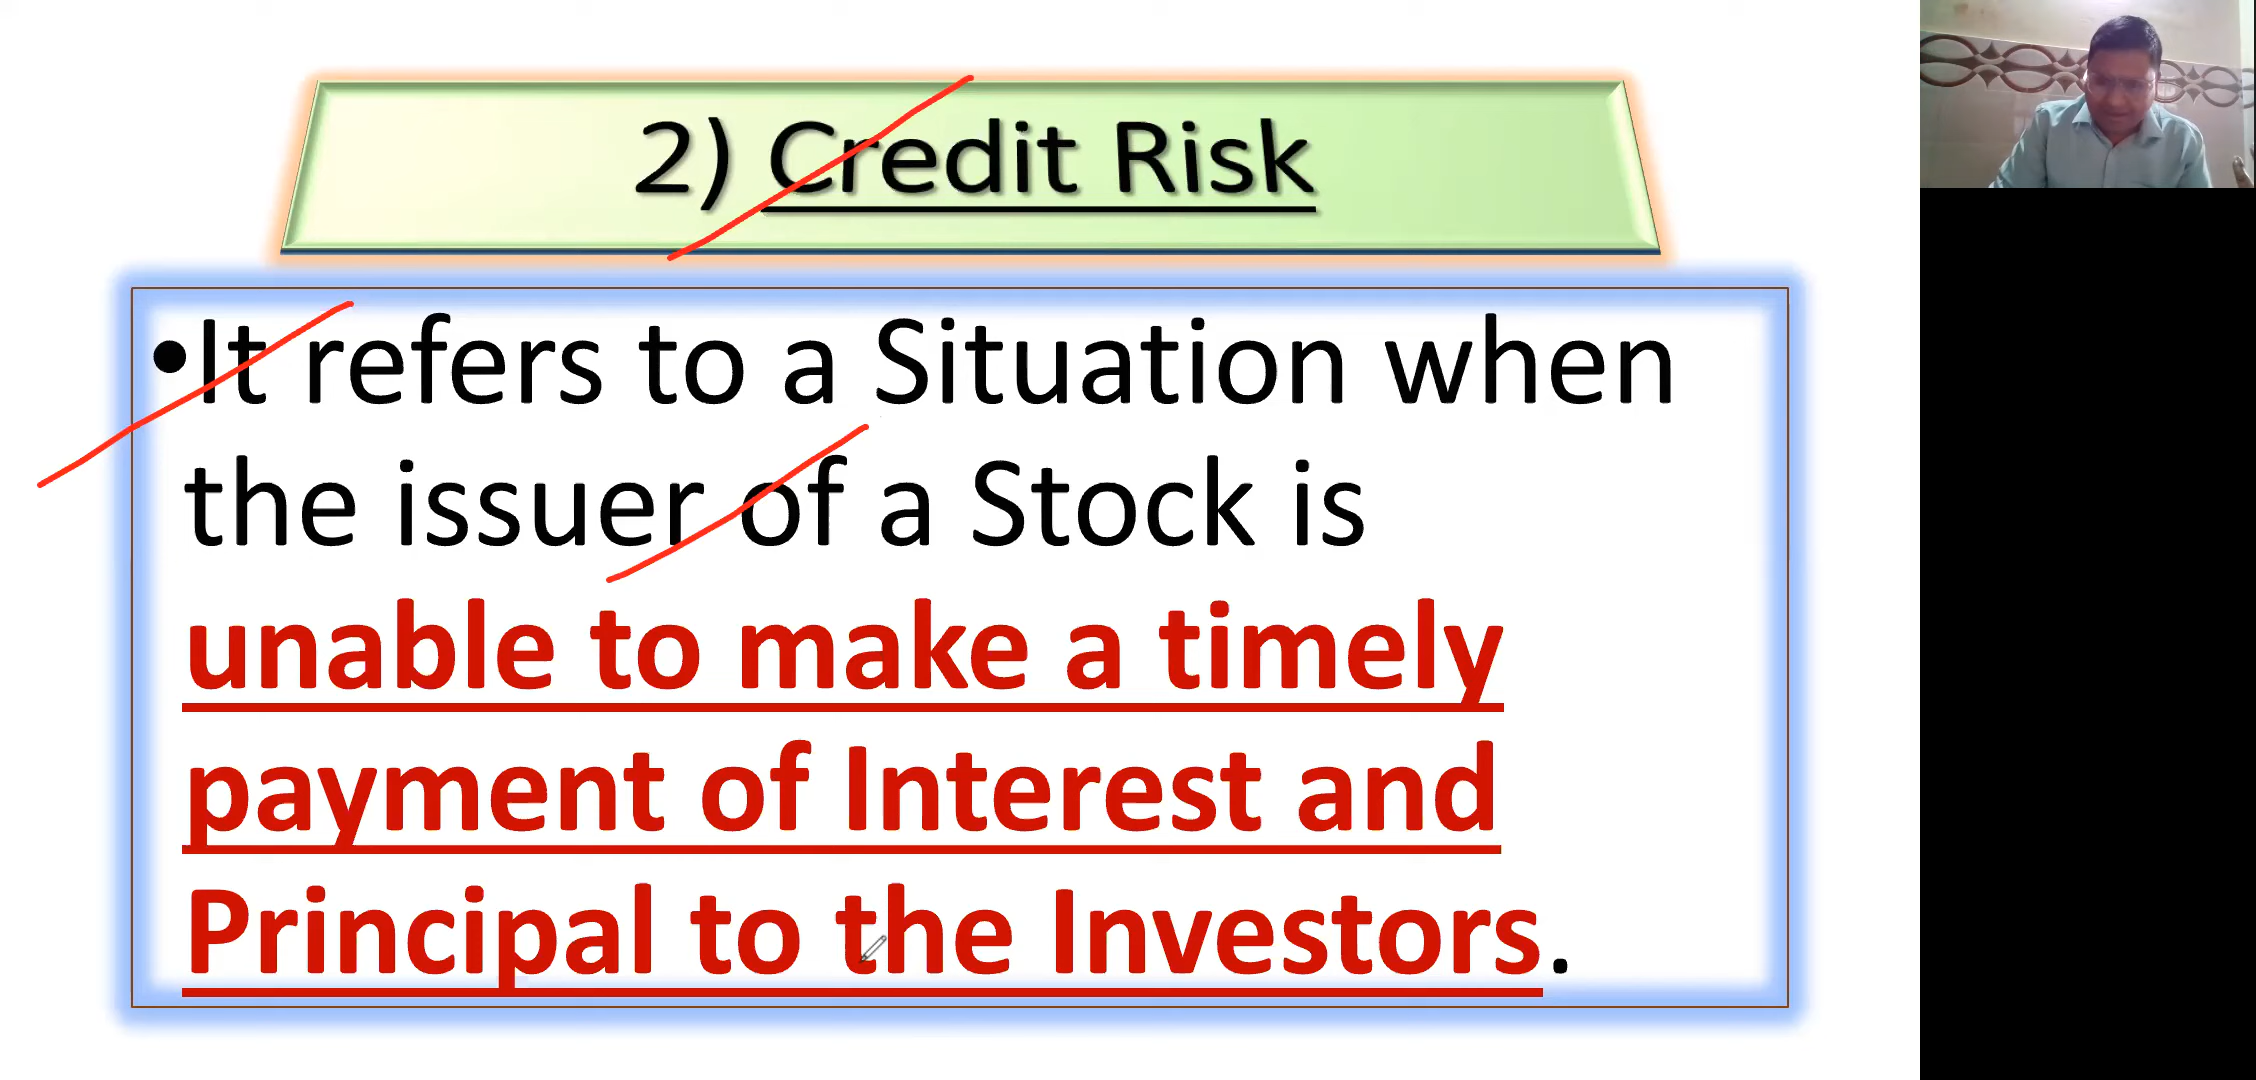 2) Credit Risk
•It refers to a Situation when
the issuer of a Stock is
unable to make a timely
payment of Interest and
Principal to the Investors.